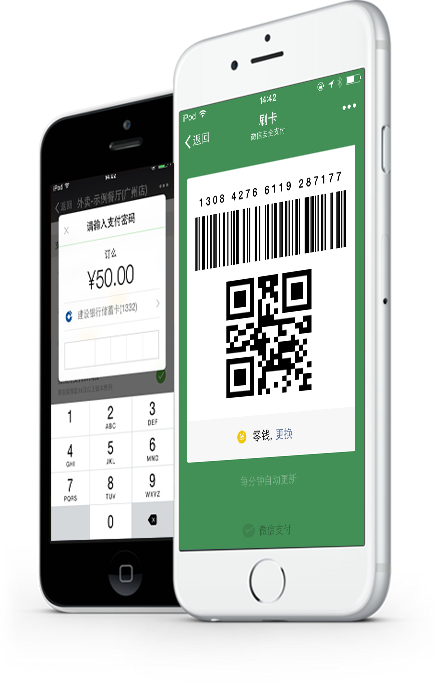 14:02
iPod
返回 外卖-示例餐厅(广州店)
请输入支付密码
订么
¥50.00
建设银行储蓄卡(1332)
1
2 ABC
3 DEF
4 GHI
5 JKL
6 MNO
7 PQRS
8 TUV
9 WXYZ
0
14:42
iPod
返回
刷卡
微信安全支付
1308 4276 6119 287177
零钱, 更换
每分钟自动更新
微信支付